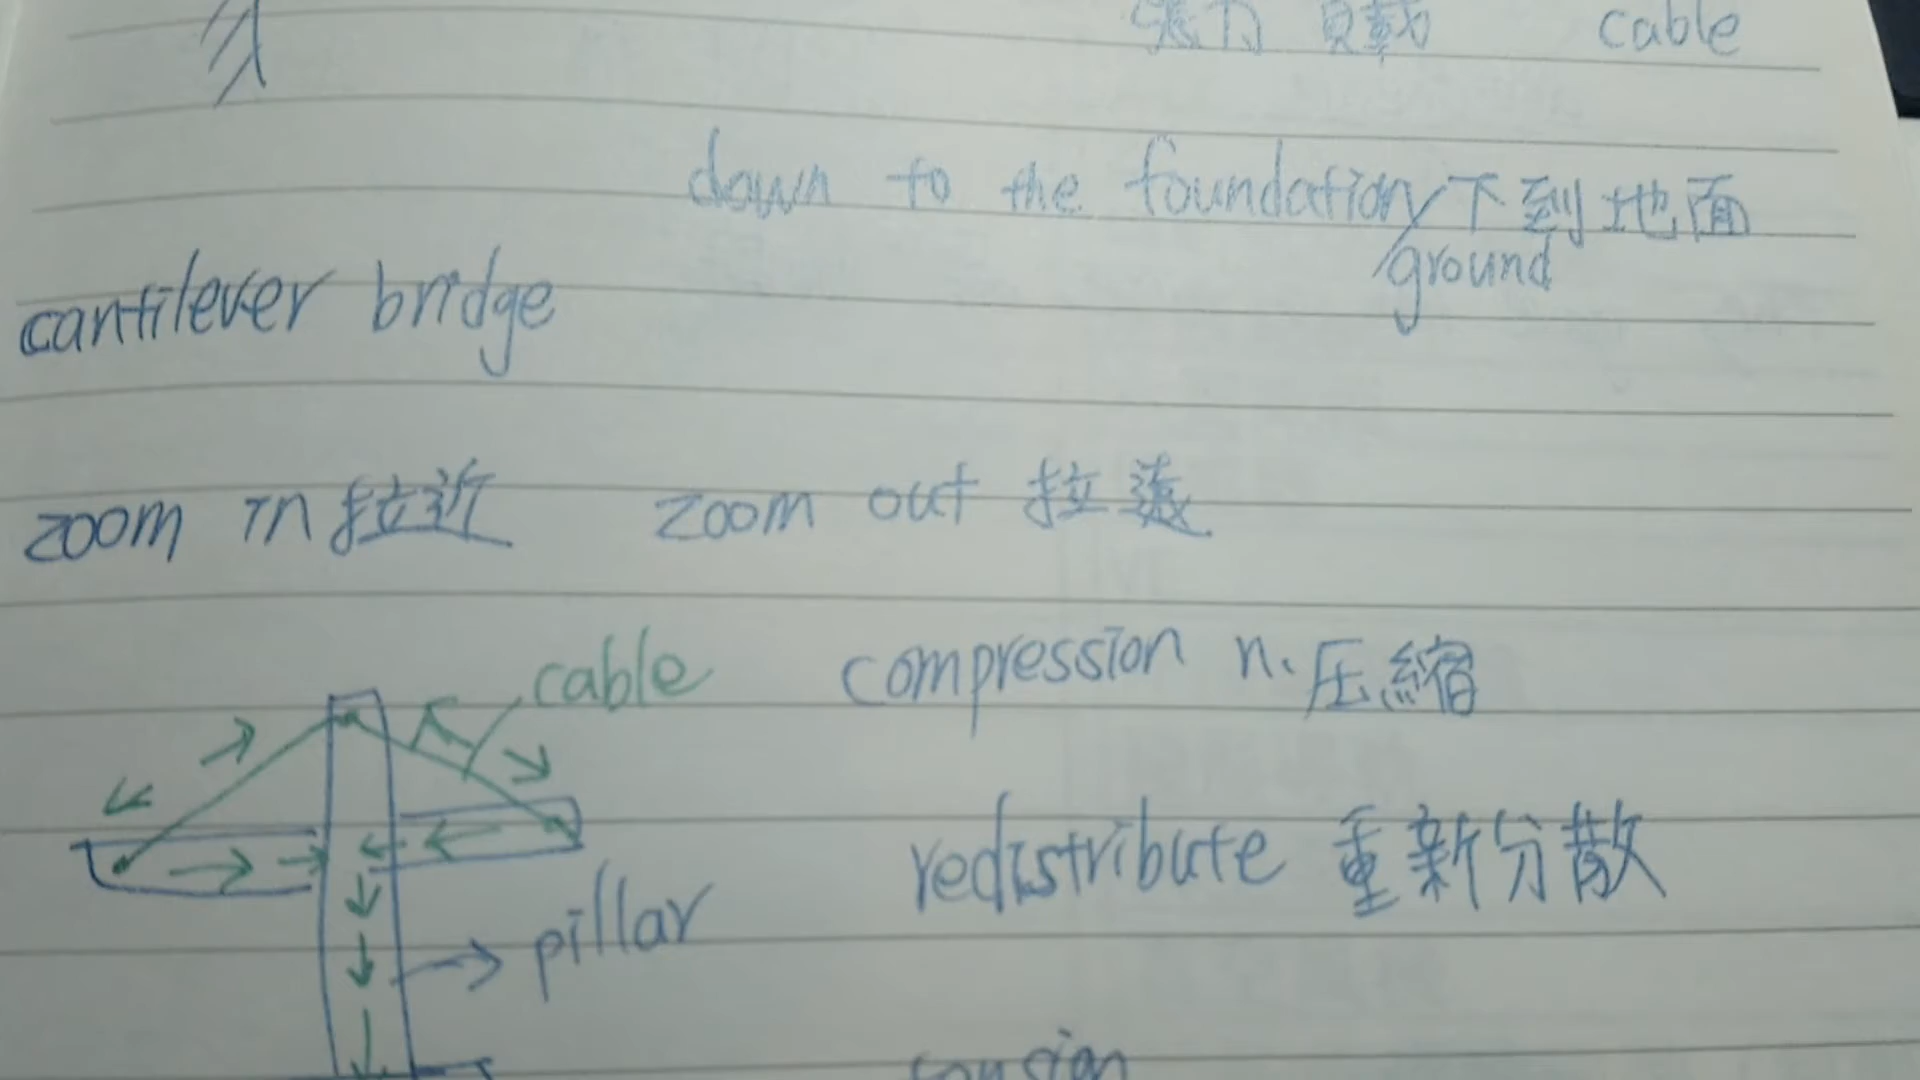 張力 負載 cable
down to the foundation/下到地面
/ground
cantilever bridge
zoom in 拉近 zoom out 拉遠
cable
compression n. 压縮
redistribute 重新分散
→ pillar